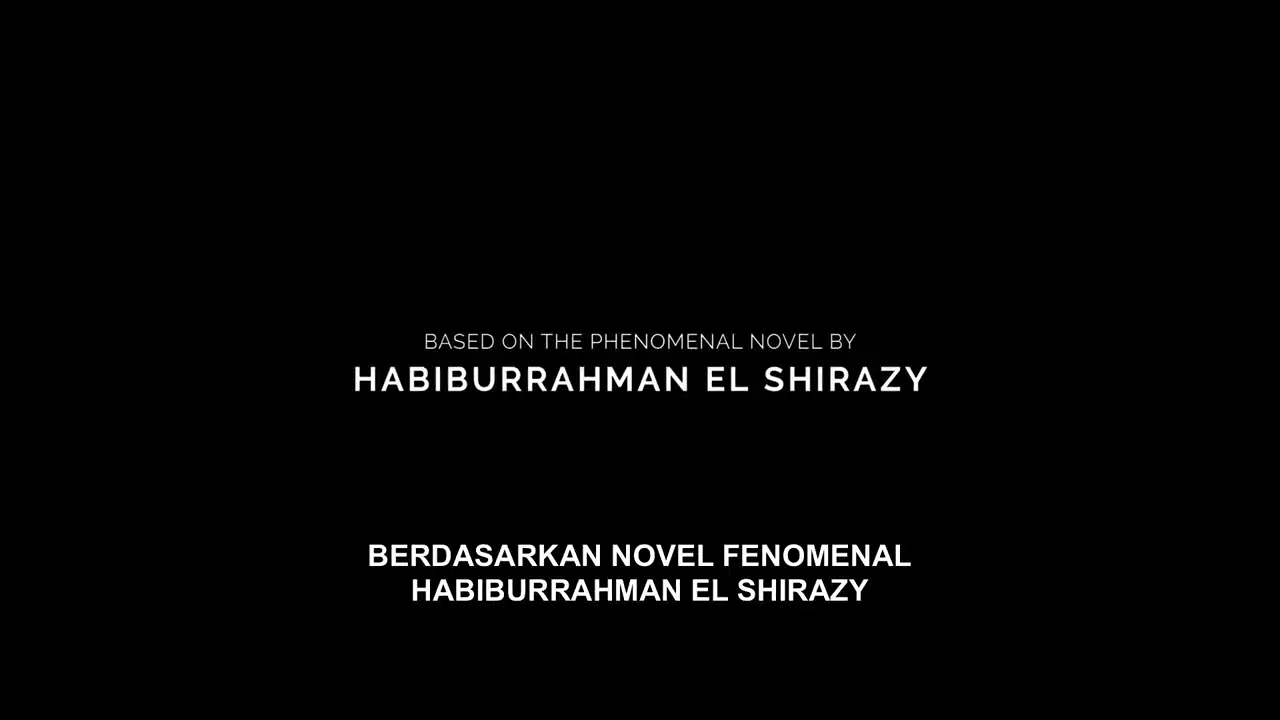 BASED ON THE PHENOMENAL NOVEL BY
HABIBURRAHMAN EL SHIRAZY
BERDASARKAN NOVEL FENOMENAL
HABIBURRAHMAN EL SHIRAZY